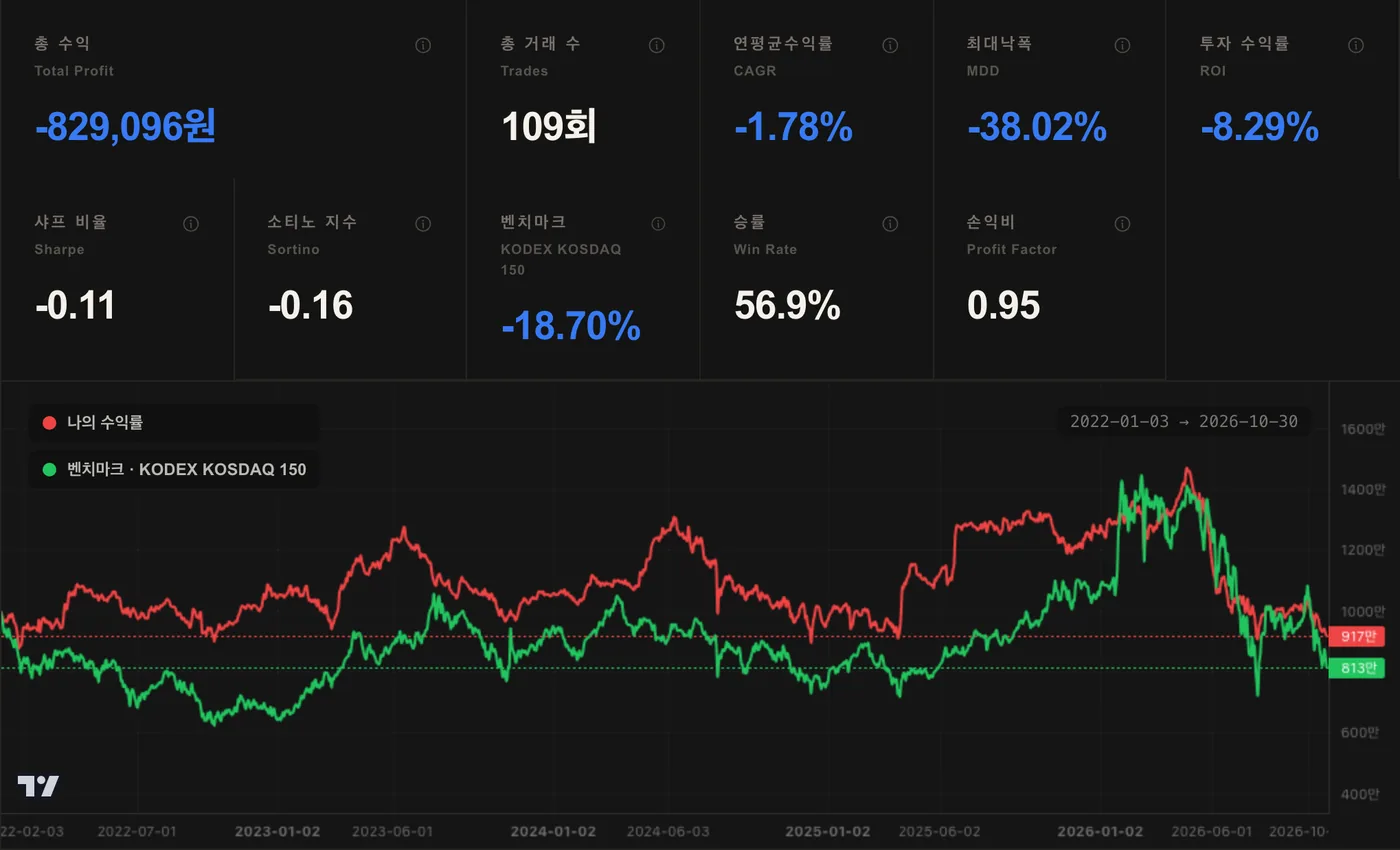 총 수익
Total Profit
-829,096원
총 거래 수
Trades
109회
연평균수익률
CAGR
-1.78%
최대낙폭
MDD
-38.02%
투자 수익률
ROI
-8.29%
샤프 비율
Sharpe
-0.11
소티노 지수
Sortino
-0.16
벤치마크
KODEX KOSDAQ
150
-18.70%
승률
Win Rate
56.9%
손익비
Profit Factor
0.95
나의 수익률
벤치마크 · KODEX KOSDAQ 150
2022-01-03 → 2026-10-30
1600만
1400만
1200만
1000만
917만
813만
600만
400만
22-02-03
2022-07-01
2023-01-02
2023-06-01
2024-01-02
2024-06-03
2025-01-02
2025-06-02
2026-01-02
2026-06-01
2026-10-